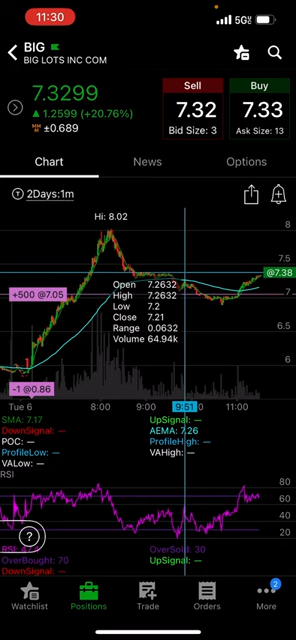 11:30
5GE
BIG
BIG LOTS INC COM
7.3299
1.2599 (+20.76%)
MM
±0.689
Sell
7.32
Bid Size: 3
Buy
7.33
Ask Size: 13
Chart
News
Options
T 2Days:1m
Hi: 8.02
8
7.5
@7.38
+500 @7.05
Open 7.2632
High 7.2632
Low 7.2
Close 7.21
Range 0.0632
Volume 64.94k
6.5
6
-1 @0.86
Tue 6
8:00
9:00
9:51
11:00
SMA: 7.17
UpSignal: —
DownSignal: —
AEMA: 7.26
POC: —
ProfileHigh: —
ProfileLow: —
VAHigh: —
VALow: —
RSI
80
60
40
20
?
OverBought: 70
OverSold: 30
UpSignal: —
DownSignal: —
Watchlist
Positions
Trade
Orders
2
More